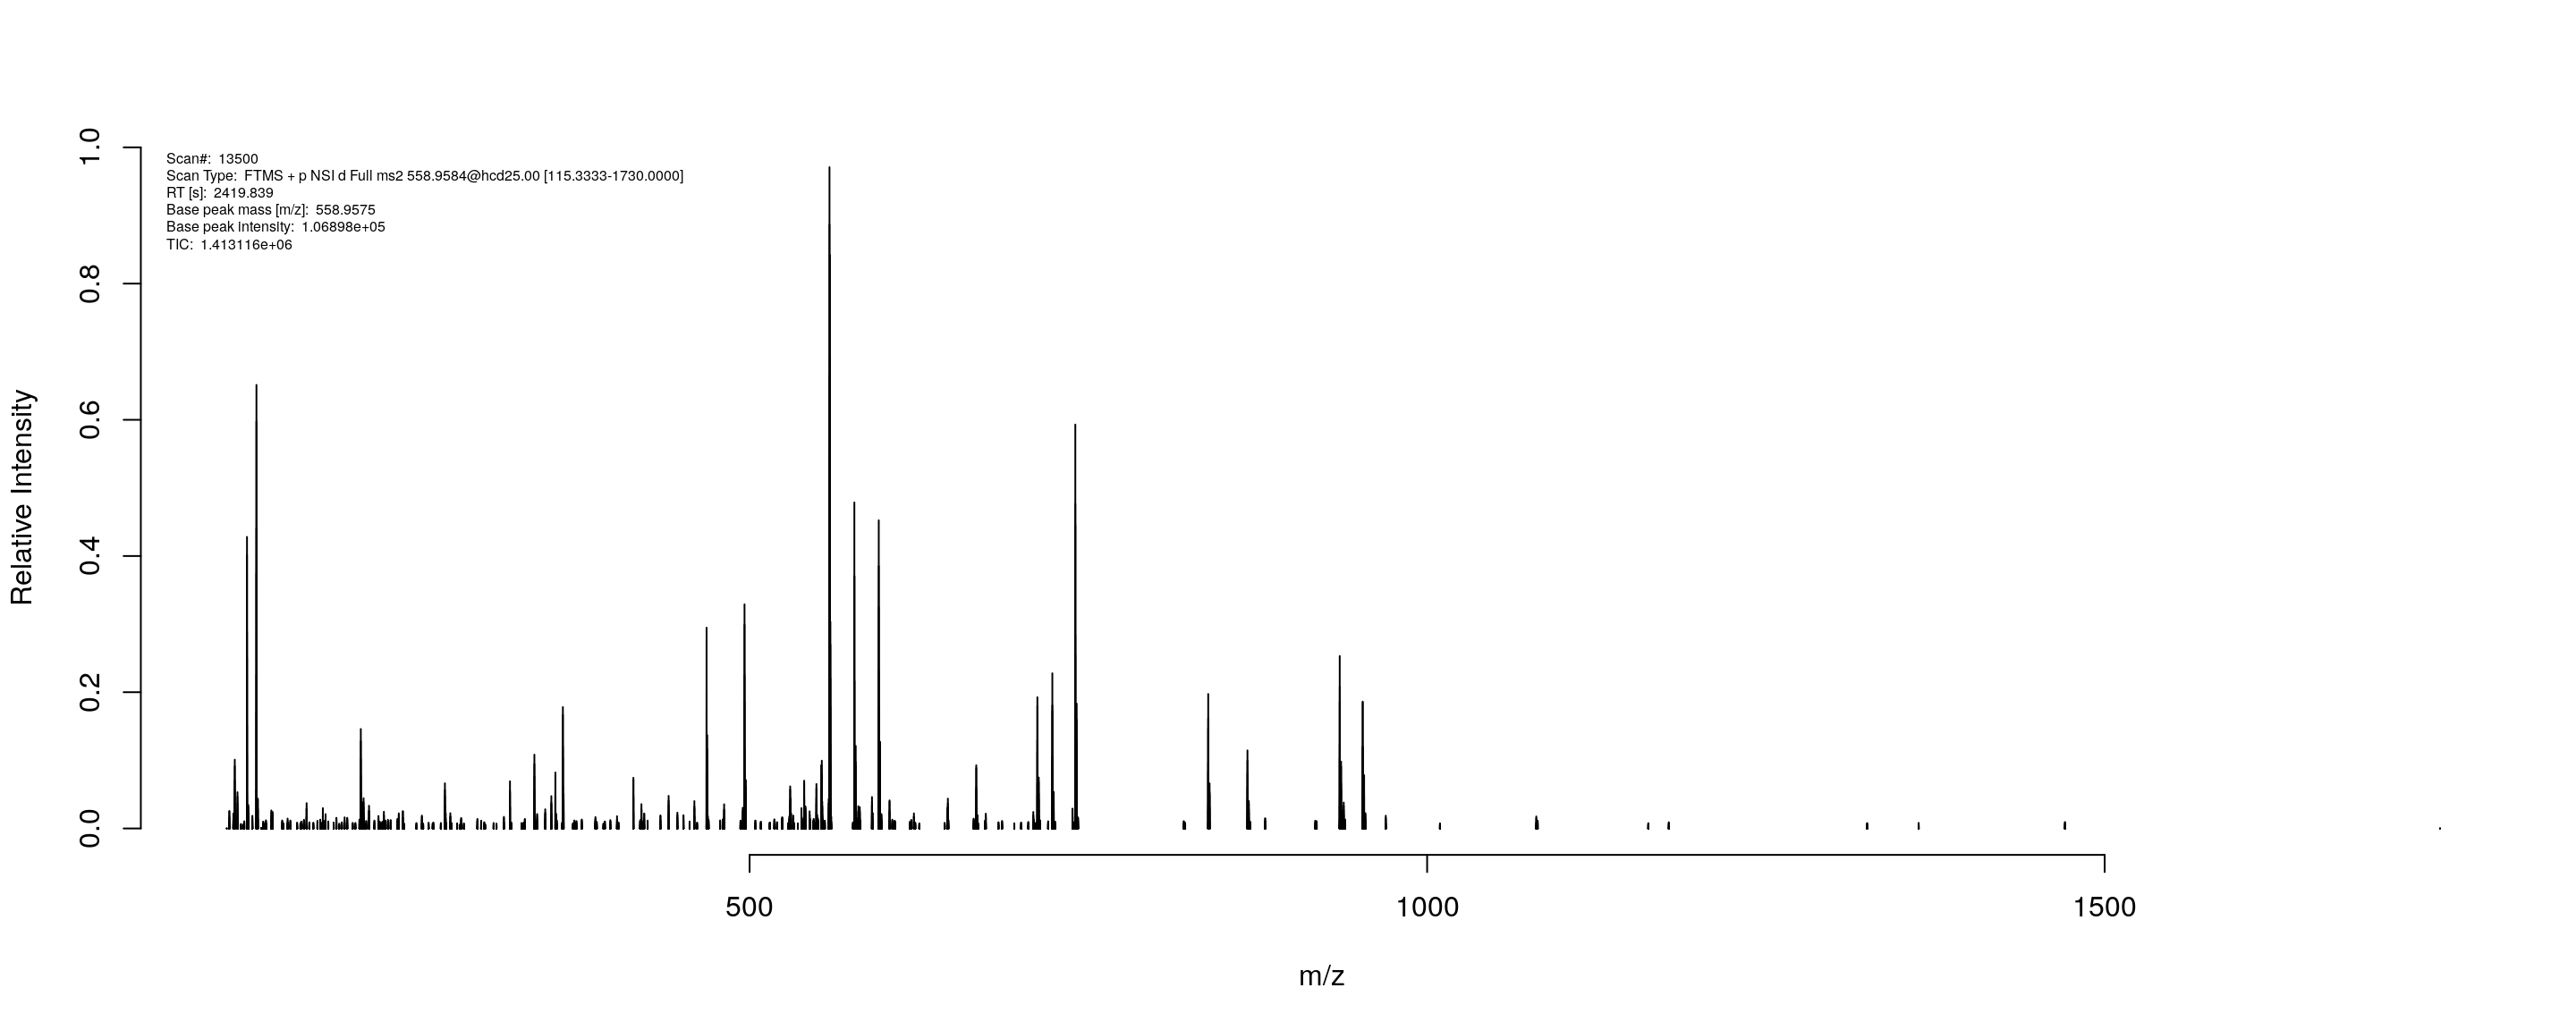 Scan#: 13500
Scan Type: FTMS + p NSI d Full ms2 558.9584@hcd25.00 [115.3333-1730.0000]
RT [s]: 2419.839
Base peak mass [m/z]: 558.9575
Base peak intensity: 1.06898e+05
TIC: 1.413116e+06
1.0
0.8
0.6
0.4
0.2
0.0
Relative Intensity
500 1000 1500
m/z